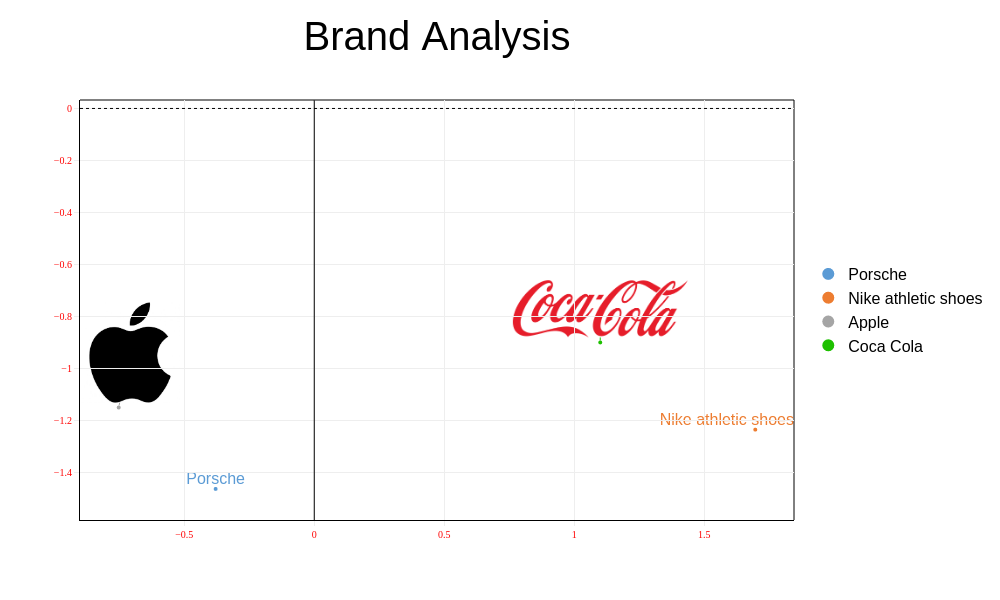 Brand Analysis
0
−0.2
−0.4
−0.6
−0.8
−1
−1.2
−1.4
Coca Cola
Nike athletic shoes
Porsche
−0.5
0
0.5
1
1.5
Porsche
Nike athletic shoes
Apple
Coca Cola